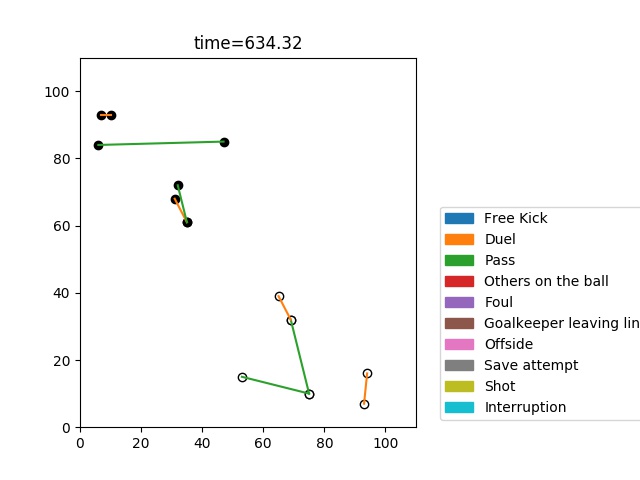 time=634.32
100
80
60
40
20
0
0 20 40 60 80 100
Free Kick
Duel
Pass
Others on the ball
Foul
Goalkeeper leaving lin
Offside
Save attempt
Shot
Interruption